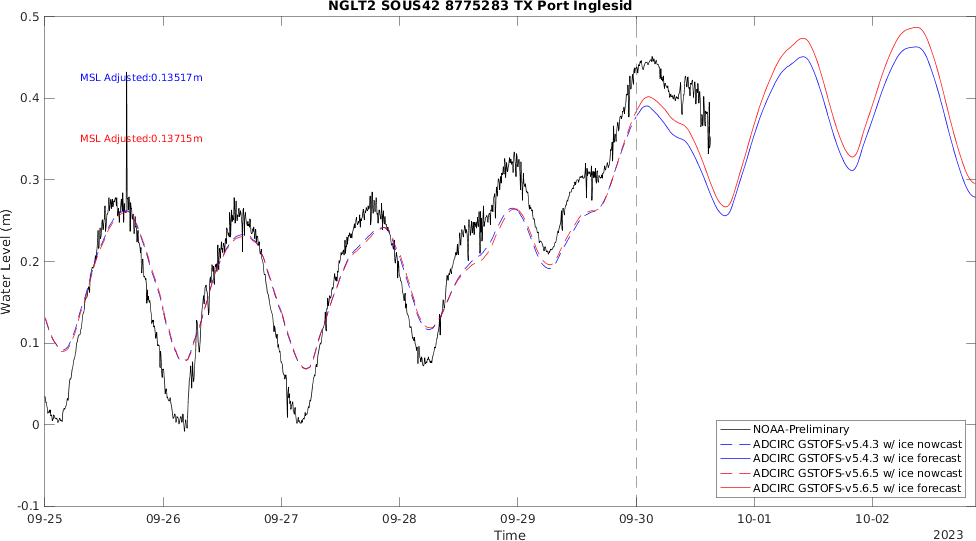 NGLT2 SOUS42 8775283 TX Port Inglesid
0.5
MSL Adjusted:0.13517m
0.4
MSL Adjusted:0.13715m
0.3
Water Level (m)
0.2
0.1
0
-0.1
NOAA-Preliminary
ADCIRC GSTOFS-v5.4.3 w/ ice nowcast
ADCIRC GSTOFS-v5.4.3 w/ ice forecast
ADCIRC GSTOFS-v5.6.5 w/ ice nowcast
ADCIRC GSTOFS-v5.6.5 w/ ice forecast
09-25 09-26 09-27 09-28 09-29 09-30 10-01 10-02
Time
2023